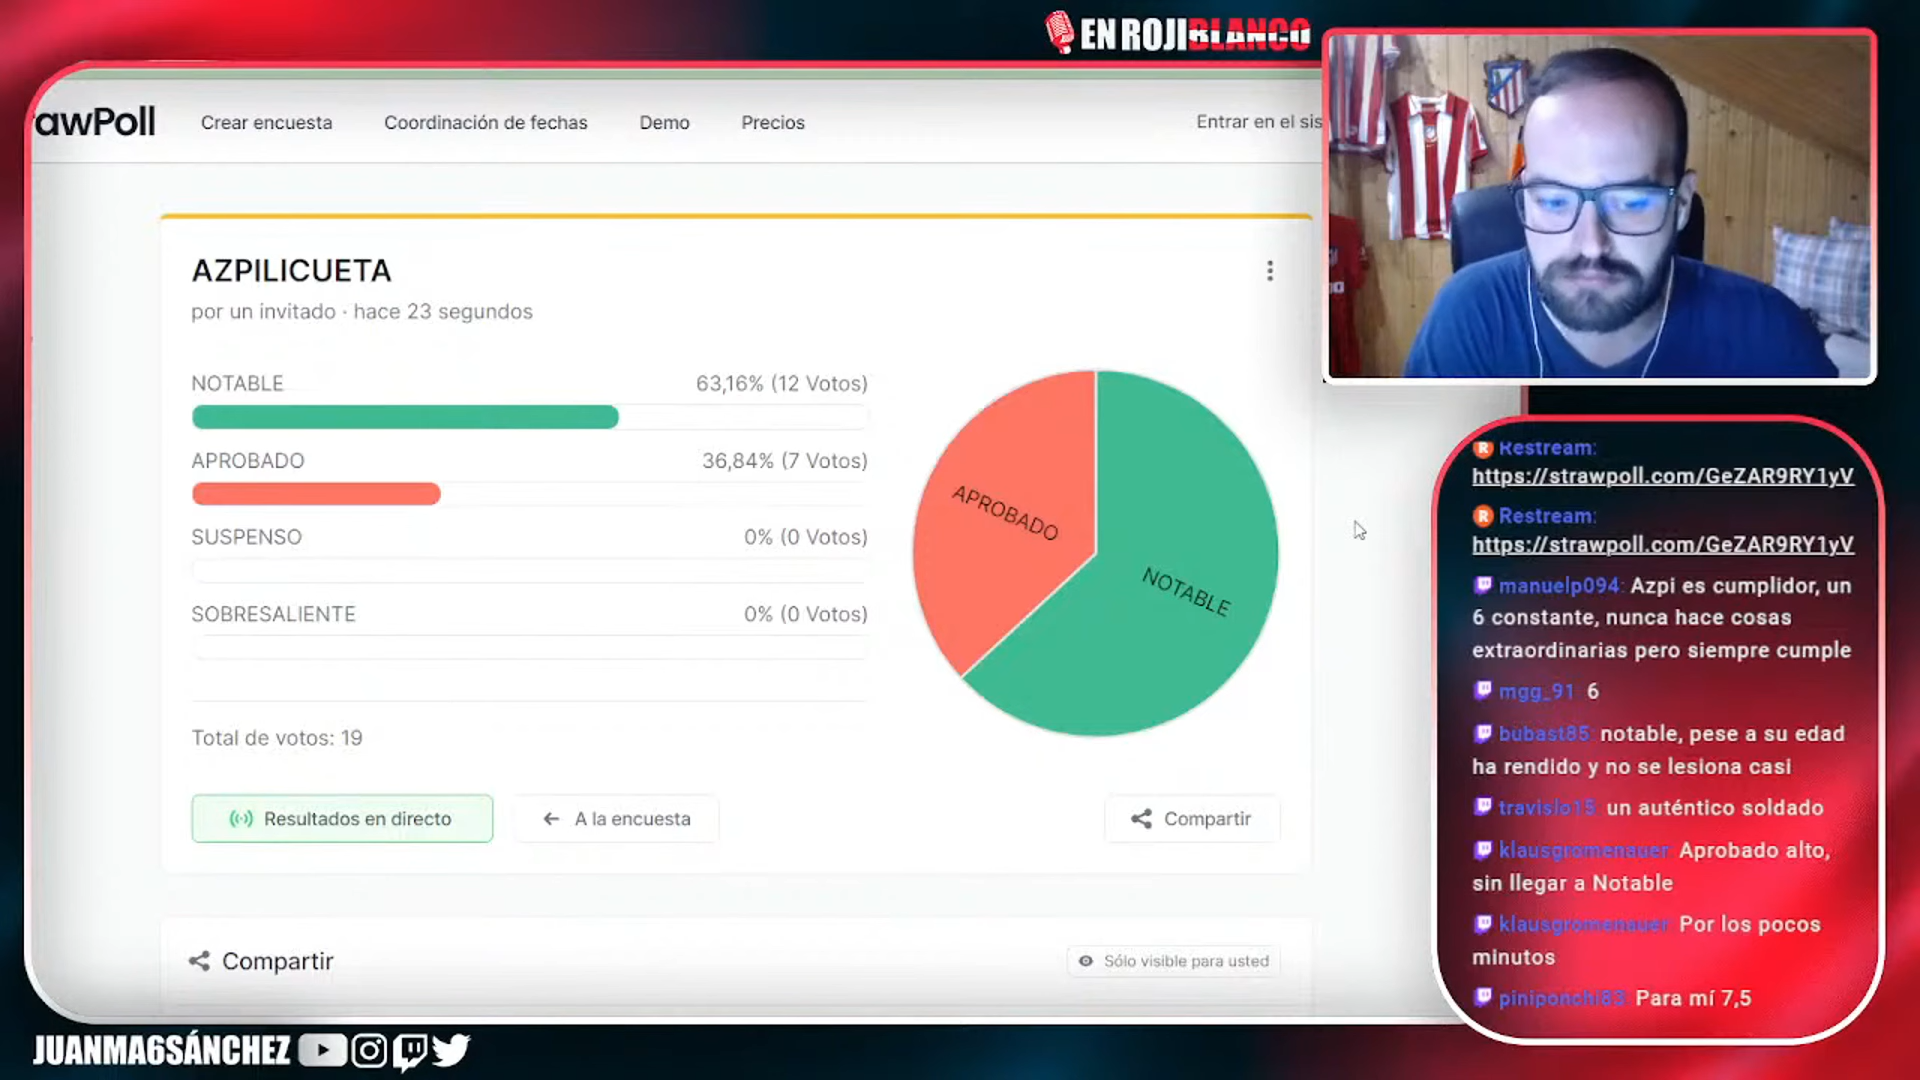 EN ROJIBLANCO
awPoll
Crear encuesta
Coordinación de fechas
Demo
Precios
Entrar en el sis
AZPILICUETA
por un invitado · hace 23 segundos
NOTABLE
63,16% (12 Votos)
APROBADO
36,84% (7 Votos)
SUSPENSO
0% (0 Votos)
SOBRESALIENTE
0% (0 Votos)
Total de votos: 19
APROBADO
NOTABLE
Resultados en directo
A la encuesta
Compartir
Compartir
Sólo visible para usted
Restream:
https://strawpoll.com/GeZAR9RY1yV
Restream:
https://strawpoll.com/GeZAR9RY1yV
manuelp094: Azpi es cumplidor, un
6 constante, nunca hace cosas
extraordinarias pero siempre cumple
mgg_91: 6
bubast85: notable, pese a su edad
ha rendido y no se lesiona casi
travislo15: un auténtico soldado
klausgromenauer: Aprobado alto,
sin llegar a Notable
klausgromenauer: Por los pocos
minutos
piniponchi83: Para mí 7,5
JUANMA6SÁNCHEZ